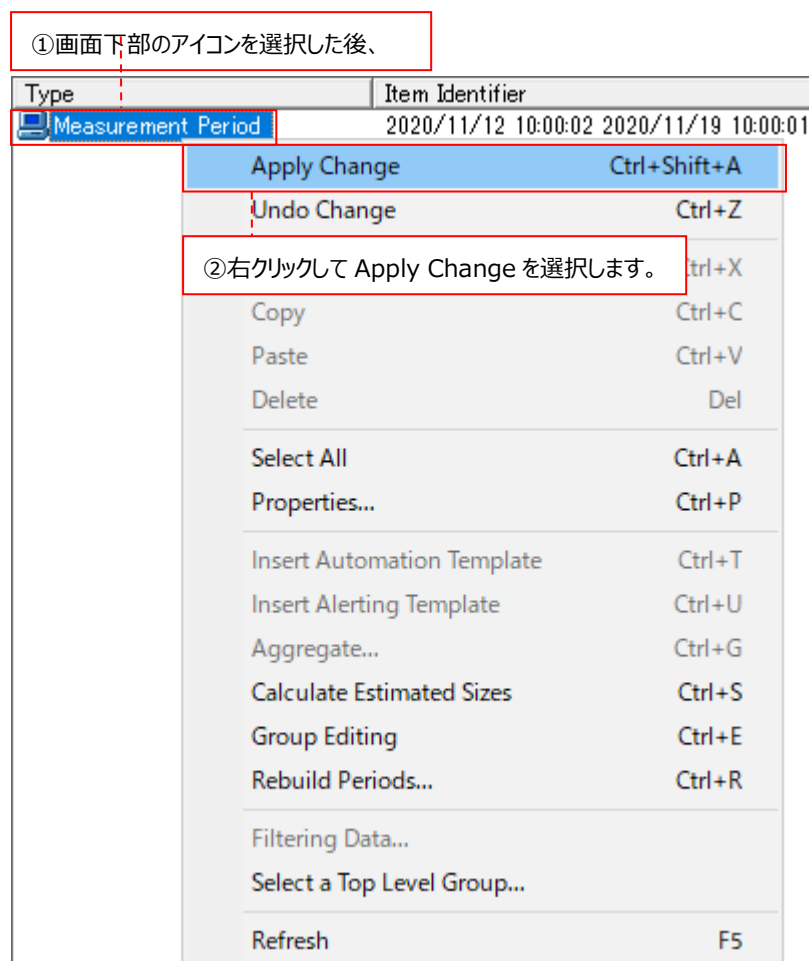 ①画面下部のアイコンを選択した後、
Type Item Identifier
Measurement Period 2020/11/12 10:00:02 2020/11/19 10:00:01
Apply Change Ctrl+Shift+A
Undo Change Ctrl+Z
②右クリックして Apply Change を選択します。 trl+X
Copy Ctrl+C
Paste Ctrl+V
Delete Del
Select All Ctrl+A
Properties... Ctrl+P
Insert Automation Template Ctrl+T
Insert Alerting Template Ctrl+U
Aggregate... Ctrl+G
Calculate Estimated Sizes Ctrl+S
Group Editing Ctrl+E
Rebuild Periods... Ctrl+R
Filtering Data...
Select a Top Level Group...
Refresh F5